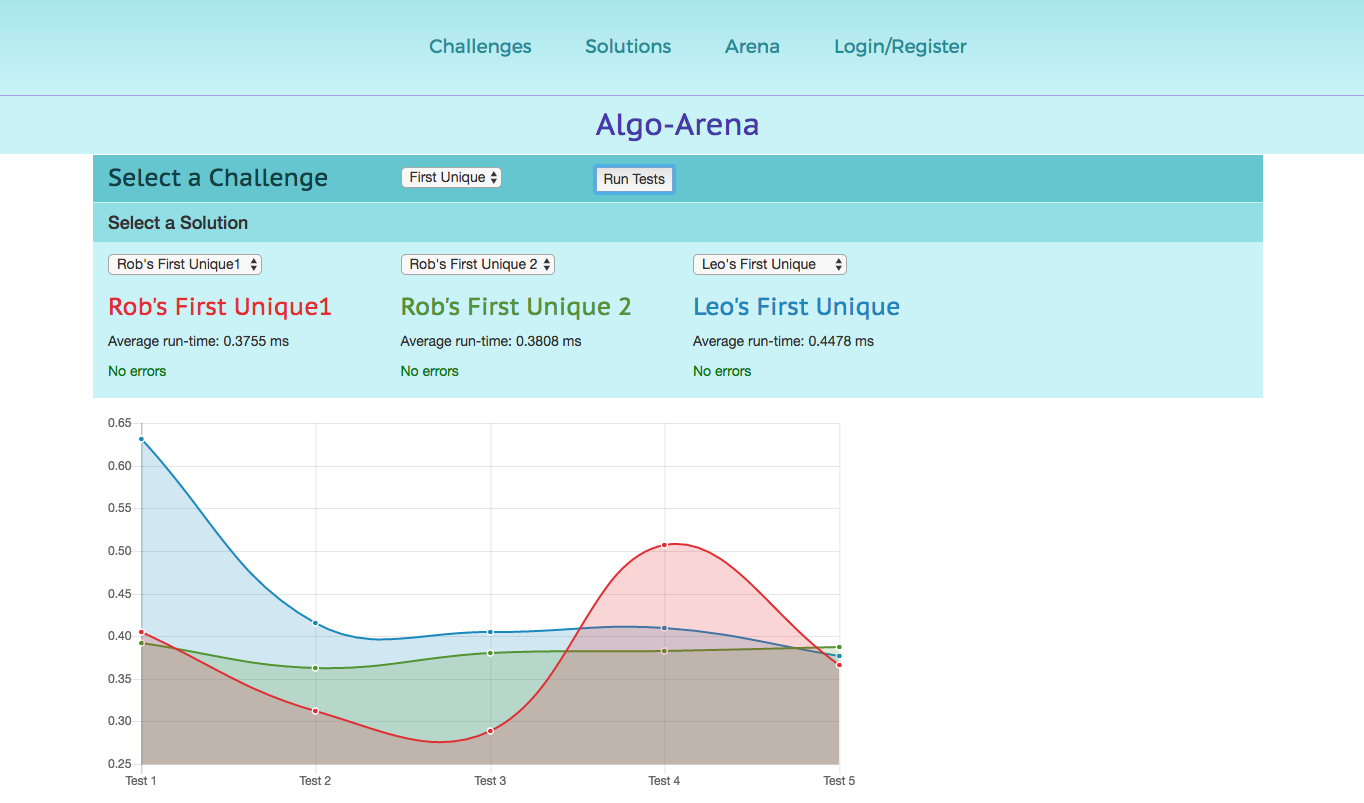 Challenges Solutions Arena Login/Register
Algo-Arena
Select a Challenge First Unique Run Tests
Select a Solution
Rob's First Unique1 Rob's First Unique 2 Leo's First Unique
Rob's First Unique1 Rob's First Unique 2 Leo's First Unique
Average run-time: 0.3755 ms Average run-time: 0.3808 ms Average run-time: 0.4478 ms
No errors No errors No errors
0.65
0.60
0.55
0.50
0.45
0.40
0.35
0.30
0.25
Test 1 Test 2 Test 3 Test 4 Test 5